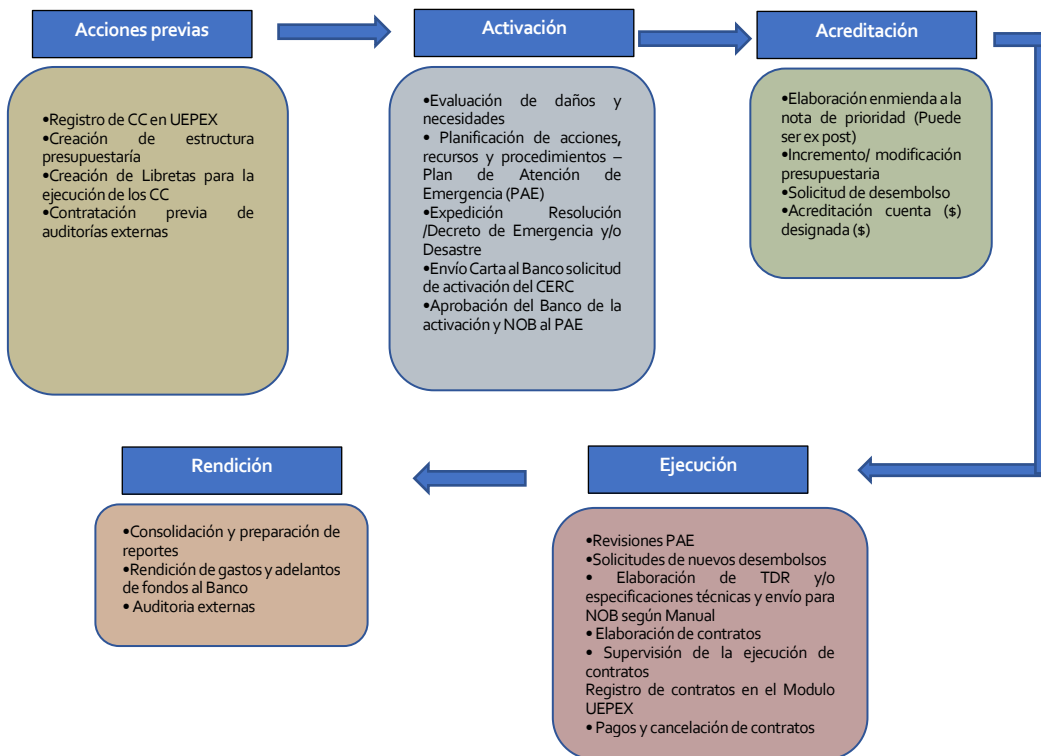 Acciones previas
•Registro de CC en UEPEX
•Creación de estructura
presupuestaría
•Creación de Libretas para la
ejecución de los CC
•Contratación previa de
auditorías externas
Activación
•Evaluación de daños y
necesidades
• Planificación de acciones,
recursos y procedimientos –
Plan de Atención de
Emergencia (PAE)
•Expedición Resolución
/Decreto de Emergencia y/o
Desastre
•Envío Carta al Banco solicitud
de activación del CERC
•Aprobación del Banco de la
activación y NOB al PAE
Acreditación
•Elaboración enmienda a la
nota de prioridad (Puede
ser ex post)
•Incremento/ modificación
presupuestaria
•Solicitud de desembolso
•Acreditación cuenta ($)
designada ($)
Ejecución
•Revisiones PAE
•Solicitudes de nuevos desembolsos
• Elaboración de TDR y/o
especificaciones técnicas y envío para
NOB según Manual
• Elaboración de contratos
• Supervisión de la ejecución de
contratos
Registro de contratos en el Modulo
UEPEX
• Pagos y cancelación de contratos
Rendición
•Consolidación y preparación de
reportes
•Rendición de gastos y adelantos
de fondos al Banco
• Auditoria externas